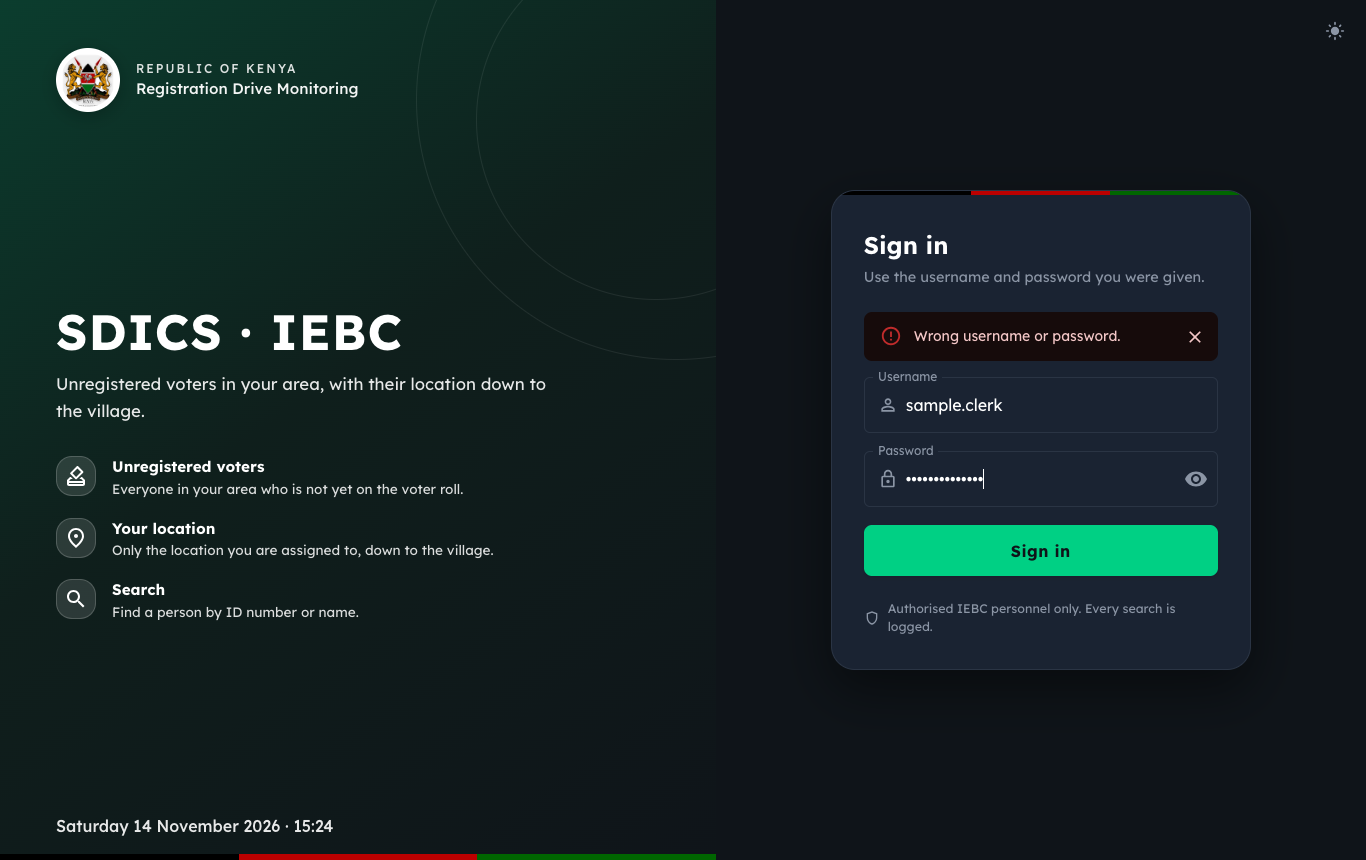 REPUBLIC OF KENYA
Registration Drive Monitoring
SDICS · IEBC
Unregistered voters in your area, with their location down to
the village.
Unregistered voters
Everyone in your area who is not yet on the voter roll.
Your location
Only the location you are assigned to, down to the village.
Search
Find a person by ID number or name.
Saturday 14 November 2026 · 15:24
Sign in
Use the username and password you were given.
Wrong username or password.
Username
sample.clerk
Password
••••••••••••••
Sign in
Authorised IEBC personnel only. Every search is
logged.